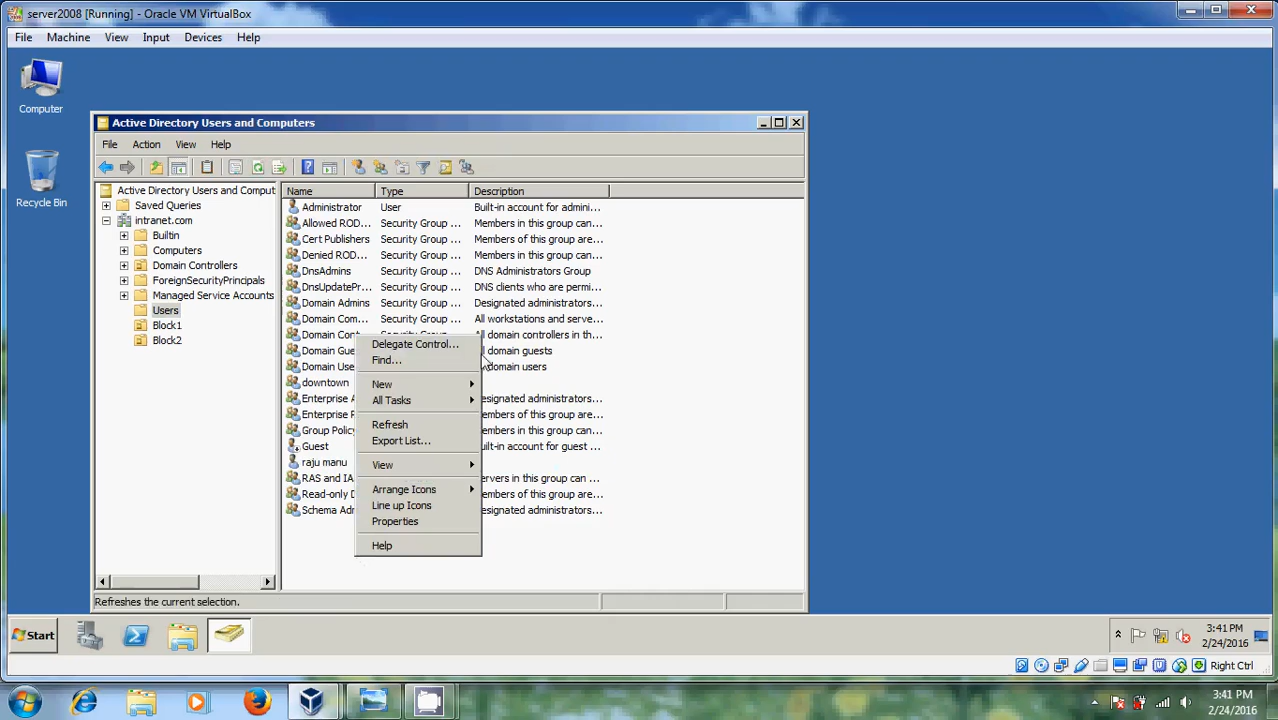 server2008 [Running] - Oracle VM VirtualBox
File Machine View Input Devices Help
Computer
Recycle Bin
Active Directory Users and Computers
File Action View Help
Active Directory Users and Comput
Saved Queries
intranet.com
Builtin
Computers
Domain Controllers
ForeignSecurityPrincipals
Managed Service Accounts
Users
Block1
Block2
Name Type Description
Administrator User Built-in account for admini...
Allowed ROD... Security Group ... Members in this group can...
Cert Publishers Security Group ... Members of this group are...
Denied ROD... Security Group ... Members in this group can...
DnsAdmins Security Group ... DNS Administrators Group
DnsUpdatePr... Security Group ... DNS clients who are permi...
Domain Admins Security Group ... Designated administrators...
Domain Com... Security Group ... All workstations and serve...
Domain Cont Security Group All domain controllers in th...
Domain Gue domain guests
Domain Use domain users
downtown
Enterprise A esignated administrators...
Enterprise R embers of this group are...
Group Policy embers in this group can...
Guest uilt-in account for guest ...
raju manu
RAS and IA ervers in this group can ...
Read-only D embers of this group are...
Schema Adr esignated administrators...
Delegate Control...
Find...
New
All Tasks
Refresh
Export List...
View
Arrange Icons
Line up Icons
Properties
Help
Refreshes the current selection.
Start
3:41 PM
2/24/2016
Right Ctrl
3:41 PM
2/24/2016